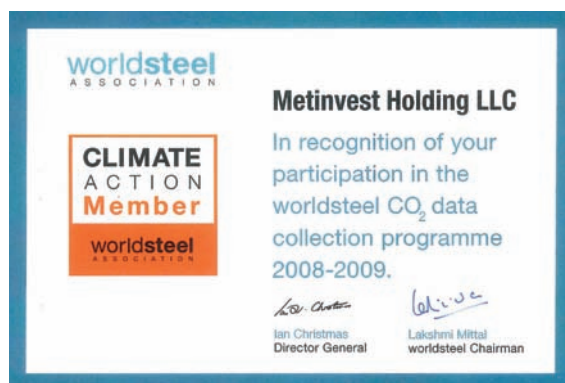 worldsteel
ASSOCIATION
CLIMATE
ACTION
Member
worldsteel
ASSOCIATION
Metinvest Holding LLC
In recognition of your
participation in the
worldsteel CO₂ data
collection programme
2008-2009.
Ian Christmas
Director General
Lakshmi Mittal
worldsteel Chairman